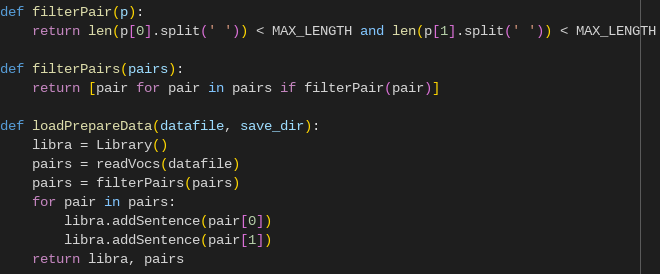 def filterPair(p):
    return len(p[0].split(' ')) < MAX_LENGTH and len(p[1].split(' ')) < MAX_LENGTH

def filterPairs(pairs):
    return [pair for pair in pairs if filterPair(pair)]

def loadPrepareData(datafile, save_dir):
    libra = Library()
    pairs = readVocs(datafile)
    pairs = filterPairs(pairs)
    for pair in pairs:
        libra.addSentence(pair[0])
        libra.addSentence(pair[1])
    return libra, pairs